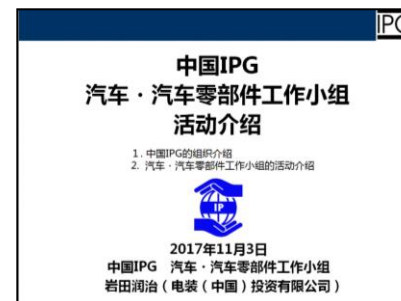 IPG
中国IPG
汽车・汽车零部件工作小组
活动介绍
1. 中国IPG的组织介绍
2. 汽车・汽车零部件工作小组的活动介绍
IP
2017年11月3日
中国IPG　汽车・汽车零部件工作小组
岩田润治（电装（中国）投资有限公司）